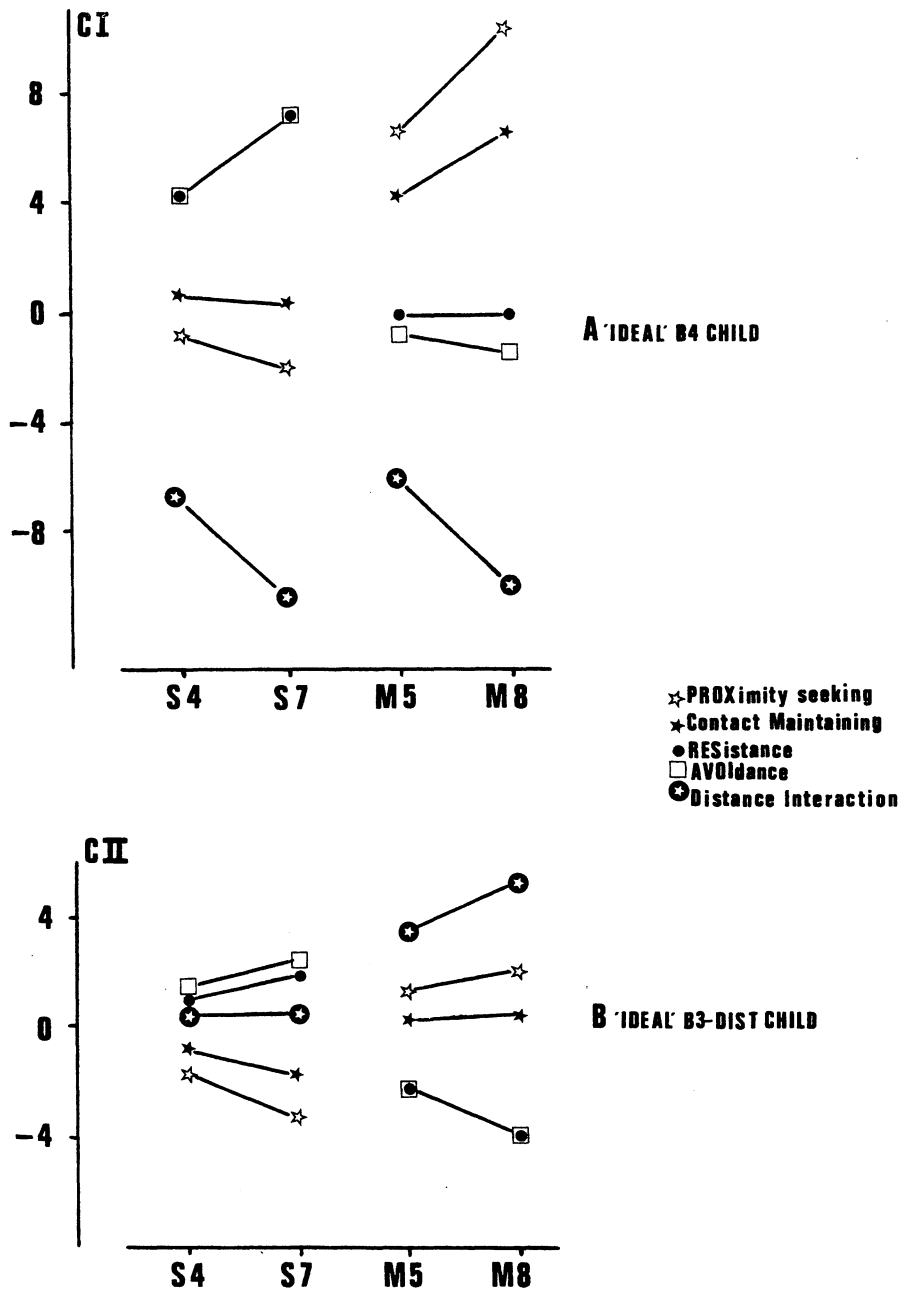 CI
8
4
0
−4
−8
A 'IDEAL' B4 CHILD
S4 S7 M5 M8
PROXimity seeking
Contact Maintaining
RESistance
AVOIdance
Distance Interaction
CII
4
0
−4
B 'IDEAL' B3-DIST CHILD
S4 S7 M5 M8